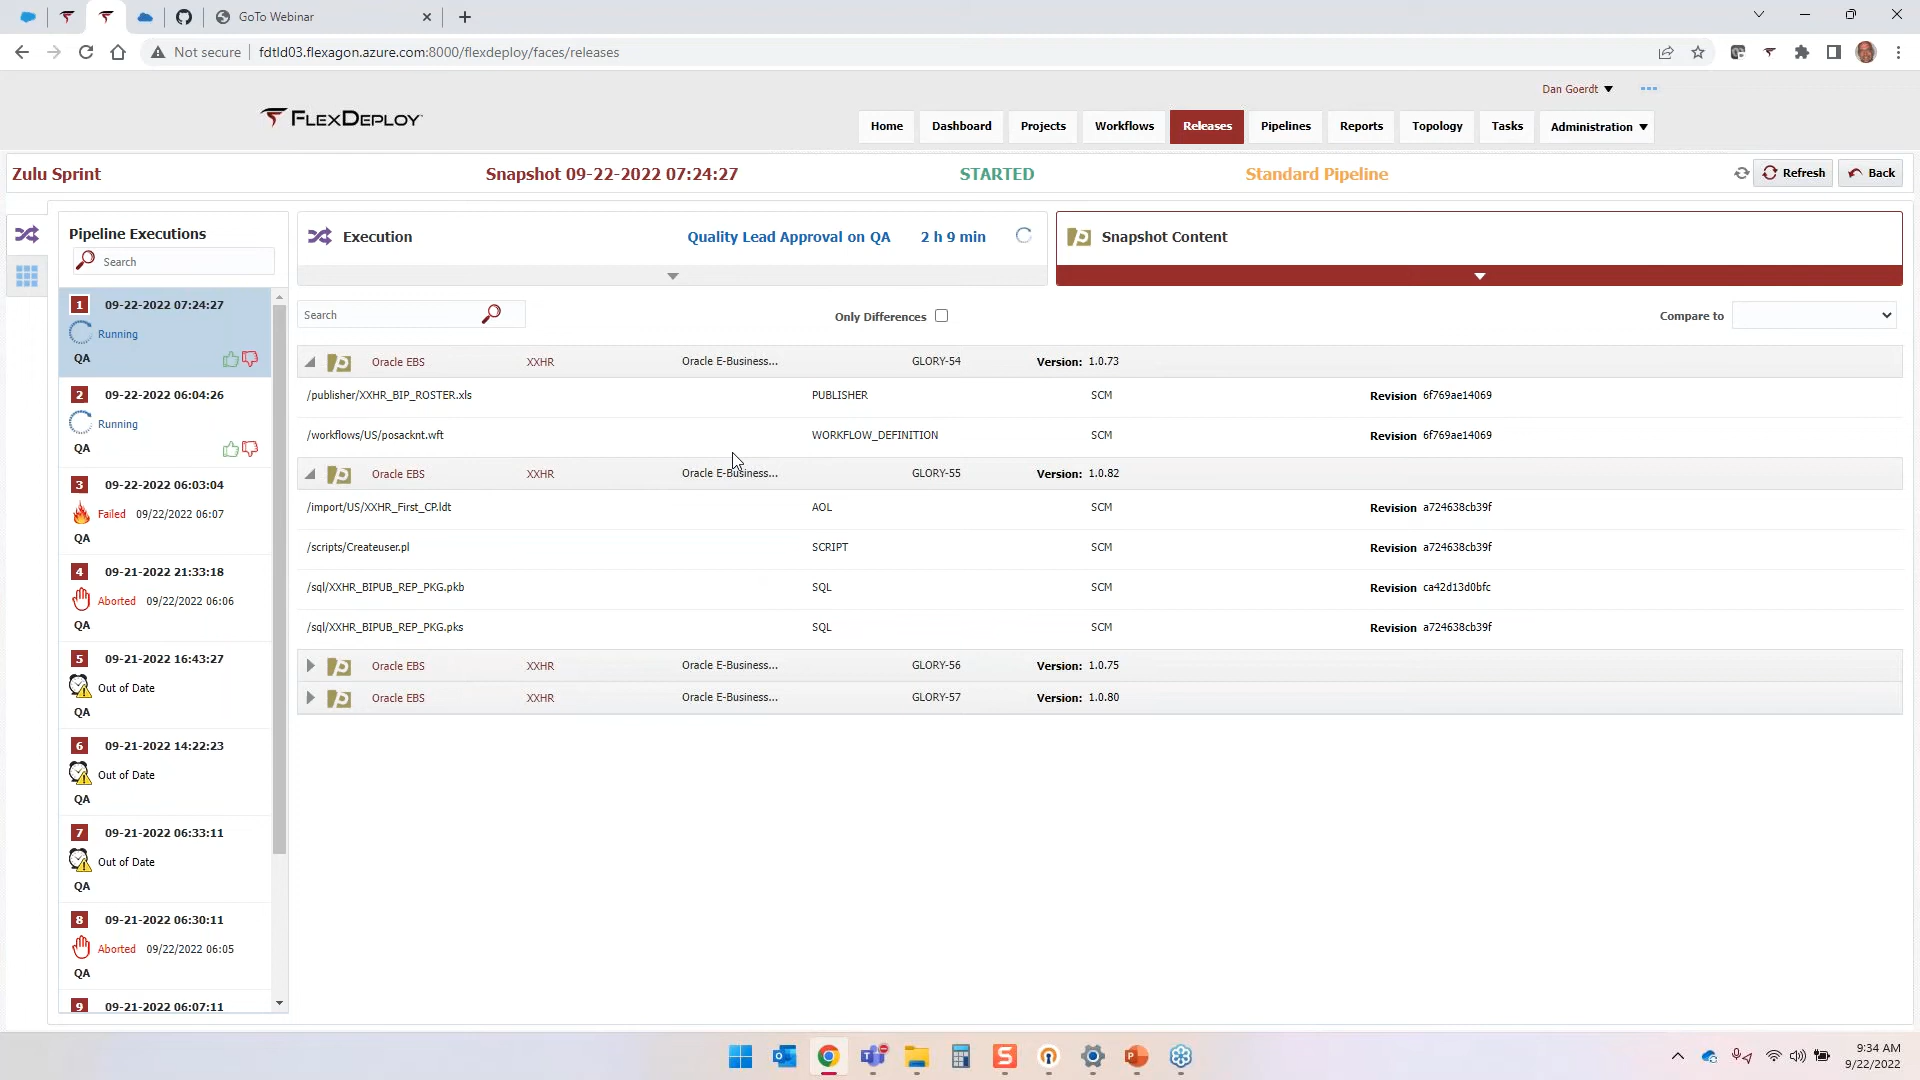 GoTo Webinar
Not secure
fdtld03.flexagon.azure.com:8000/flexdeploy/faces/releases
Dan Goerdt
FLEXDEPLOY
Home Dashboard Projects Workflows Releases Pipelines Reports Topology Tasks Administration
Zulu Sprint Snapshot 09-22-2022 07:24:27 STARTED Standard Pipeline Refresh Back
Pipeline Executions
Search
1 09-22-2022 07:24:27
Running
QA
2 09-22-2022 06:04:26
Running
QA
3 09-22-2022 06:03:04
Failed 09/22/2022 06:07
QA
4 09-21-2022 21:33:18
Aborted 09/22/2022 06:06
QA
5 09-21-2022 16:43:27
Out of Date
QA
6 09-21-2022 14:22:23
Out of Date
QA
7 09-21-2022 06:33:11
Out of Date
QA
8 09-21-2022 06:30:11
Aborted 09/22/2022 06:05
QA
9 09-21-2022 06:07:11
Execution Quality Lead Approval on QA 2 h 9 min
Snapshot Content
Search Only Differences Compare to
Oracle EBS XXHR Oracle E-Business... GLORY-54 Version: 1.0.73
/publisher/XXHR_BIP_ROSTER.xls PUBLISHER SCM Revision 6f769ae14069
/workflows/US/posacknt.wft WORKFLOW_DEFINITION SCM Revision 6f769ae14069
Oracle EBS XXHR Oracle E-Business... GLORY-55 Version: 1.0.82
/import/US/XXHR_First_CP.ldt AOL SCM Revision a724638cb39f
/scripts/Createuser.pl SCRIPT SCM Revision a724638cb39f
/sql/XXHR_BIPUB_REP_PKG.pkb SQL SCM Revision ca42d13d0bfc
/sql/XXHR_BIPUB_REP_PKG.pks SQL SCM Revision a724638cb39f
Oracle EBS XXHR Oracle E-Business... GLORY-56 Version: 1.0.75
Oracle EBS XXHR Oracle E-Business... GLORY-57 Version: 1.0.80
9:34 AM
9/22/2022